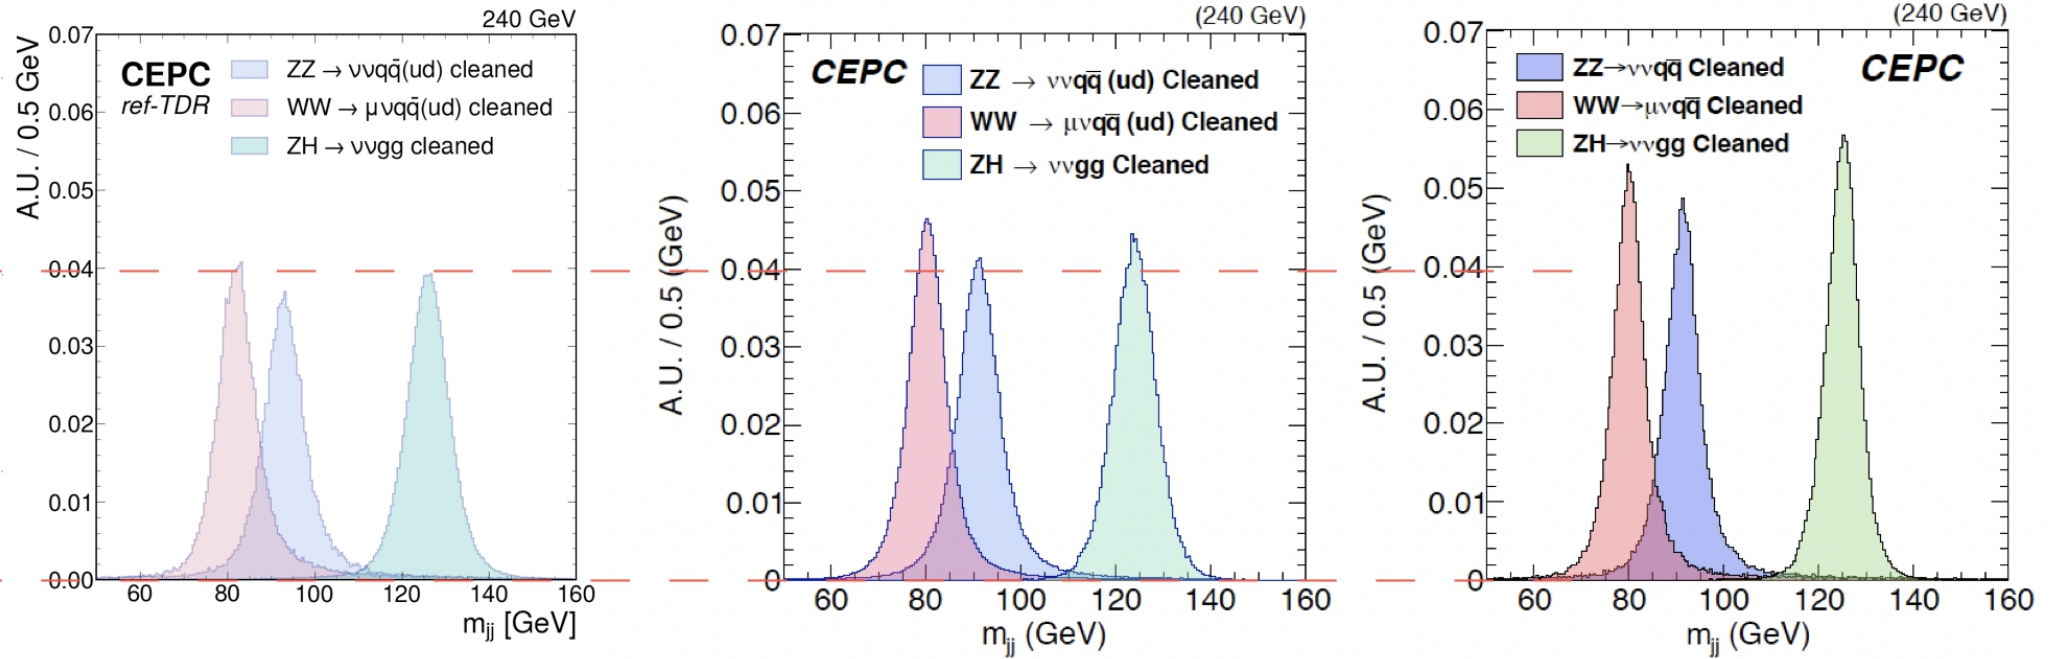 240 GeV
0.07
0.06
0.05
0.04
0.03
0.02
0.01
0.00
A.U. / 0.5 GeV
CEPC
ref-TDR
ZZ → ννqq̄(ud) cleaned
WW → μνqq̄(ud) cleaned
ZH → ννgg cleaned
60 80 100 120 140 160
mjj [GeV]
(240 GeV)
0.07
0.06
0.05
0.04
0.03
0.02
0.01
0
A.U. / 0.5 (GeV)
CEPC
ZZ → ννqq̄ (ud) Cleaned
WW → μνqq̄ (ud) Cleaned
ZH → ννgg Cleaned
60 80 100 120 140 160
mjj (GeV)
(240 GeV)
0.07
0.06
0.05
0.04
0.03
0.02
0.01
0
A.U. / 0.5 (GeV)
ZZ→ννqq̄ Cleaned
WW→μνqq̄ Cleaned
ZH→ννgg Cleaned
CEPC
60 80 100 120 140 160
mjj (GeV)